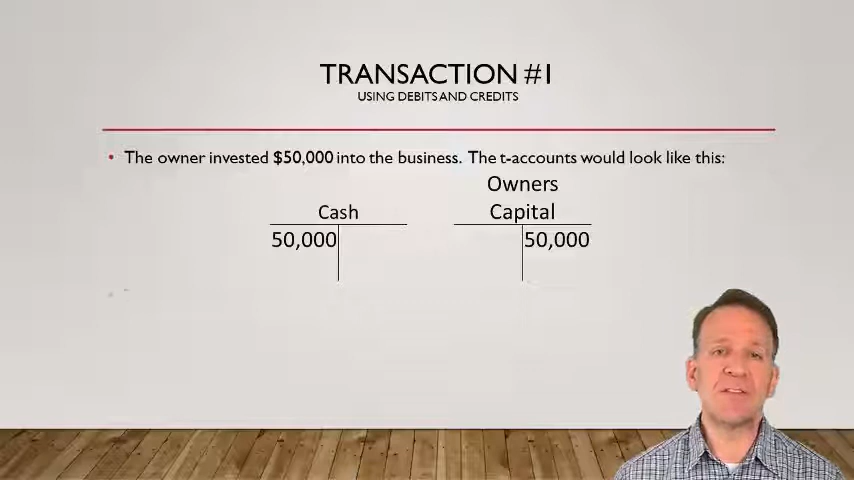 TRANSACTION #1
USING DEBITS AND CREDITS
• The owner invested $50,000 into the business. The t-accounts would look like this:
Owners
Cash Capital
50,000 50,000